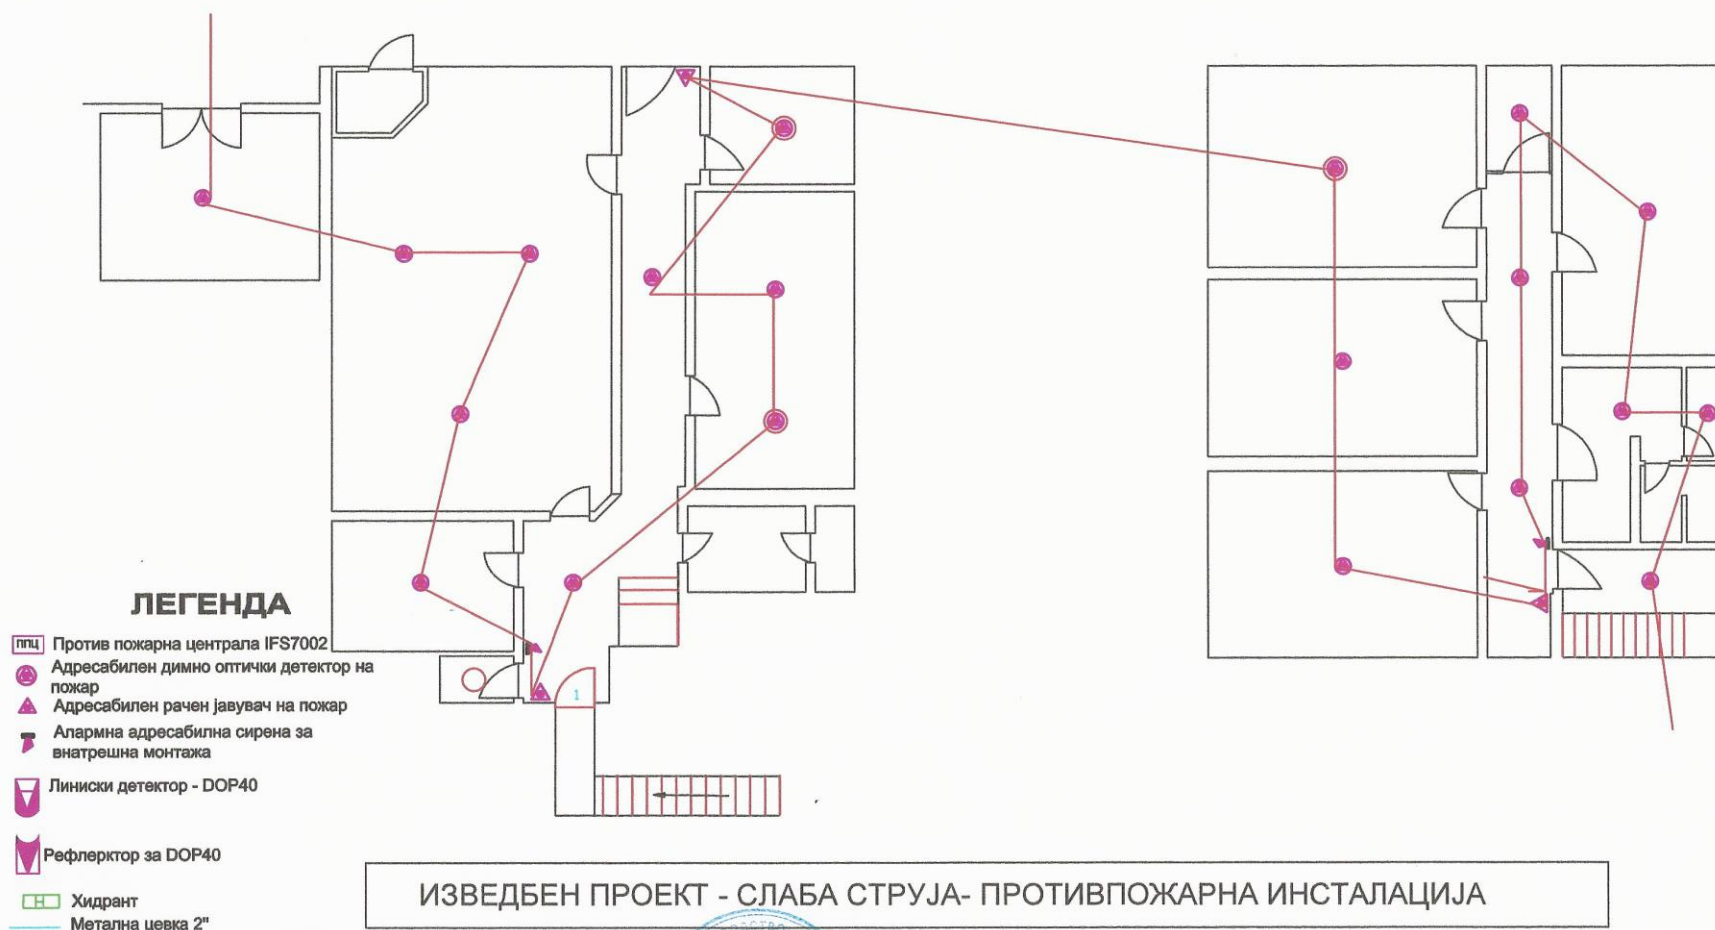 1
ЛЕГЕНДА
ППЦ Против пожарна централа IFS7002
Адресабилен димно оптички детектор на
пожар
Адресабилен рачен јавувач на пожар
Алармна адресабилна сирена за
внатрешна монтажа
Линиски детектор - DOP40
Рефлерктор за DOP40
Хидрант
Метална цевка 2"
ИЗВЕДБЕН ПРОЕКТ - СЛАБА СТРУЈА- ПРОТИВПОЖАРНА ИНСТАЛАЦИЈА